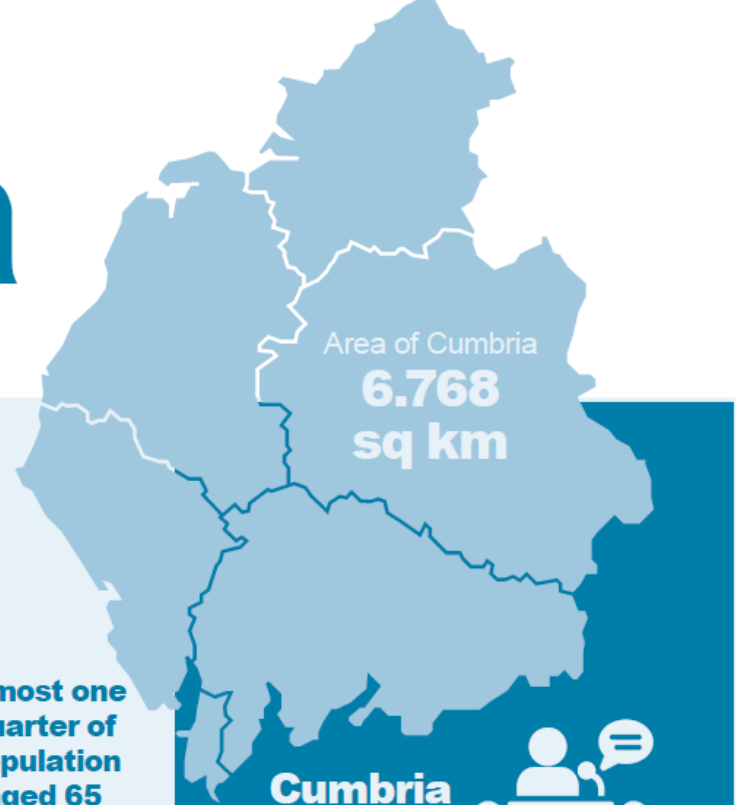 Area of Cumbria
6.768
sq km
most one
uarter of
pulation
ged 65
Cumbria